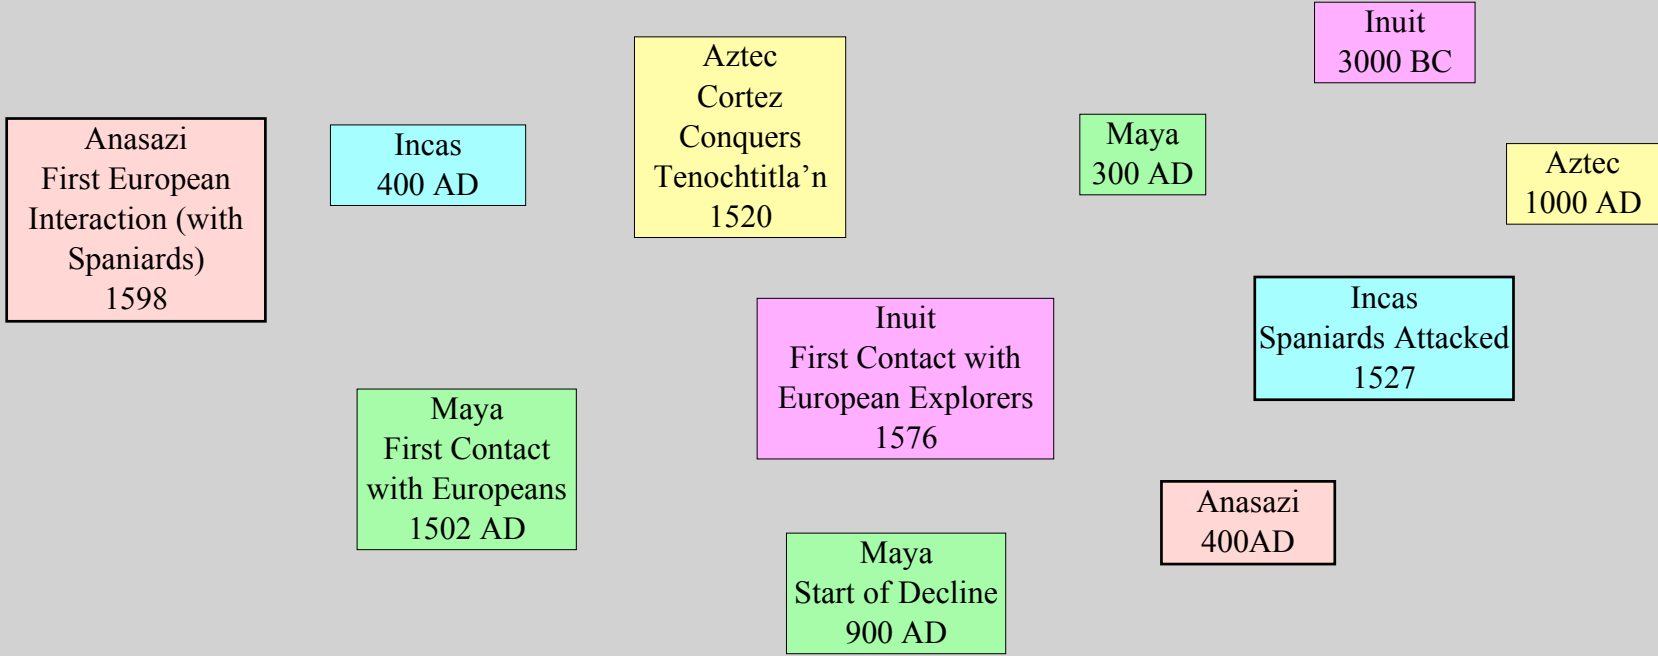 Inuit
3000 BC
Aztec
Cortez
Conquers
Tenochtitla’n
1520
Maya
300 AD
Anasazi
First European
Interaction (with
Spaniards)
1598
Incas
400 AD
Aztec
1000 AD
Incas
Spaniards Attacked
1527
Inuit
First Contact with
European Explorers
1576
Maya
First Contact
with Europeans
1502 AD
Anasazi
400AD
Maya
Start of Decline
900 AD